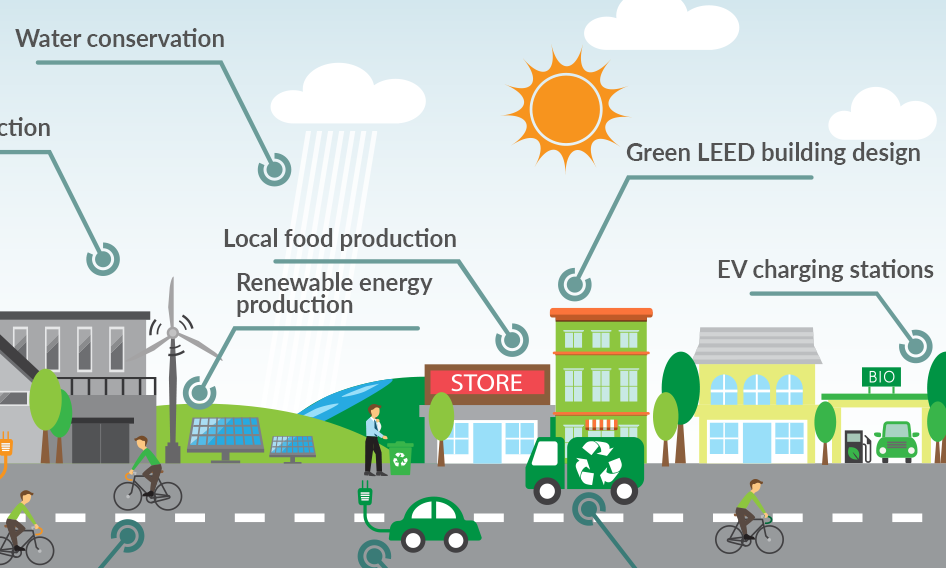 Water conservation
ction
Green LEED building design
Local food production
EV charging stations
Renewable energy
production
STORE
BIO